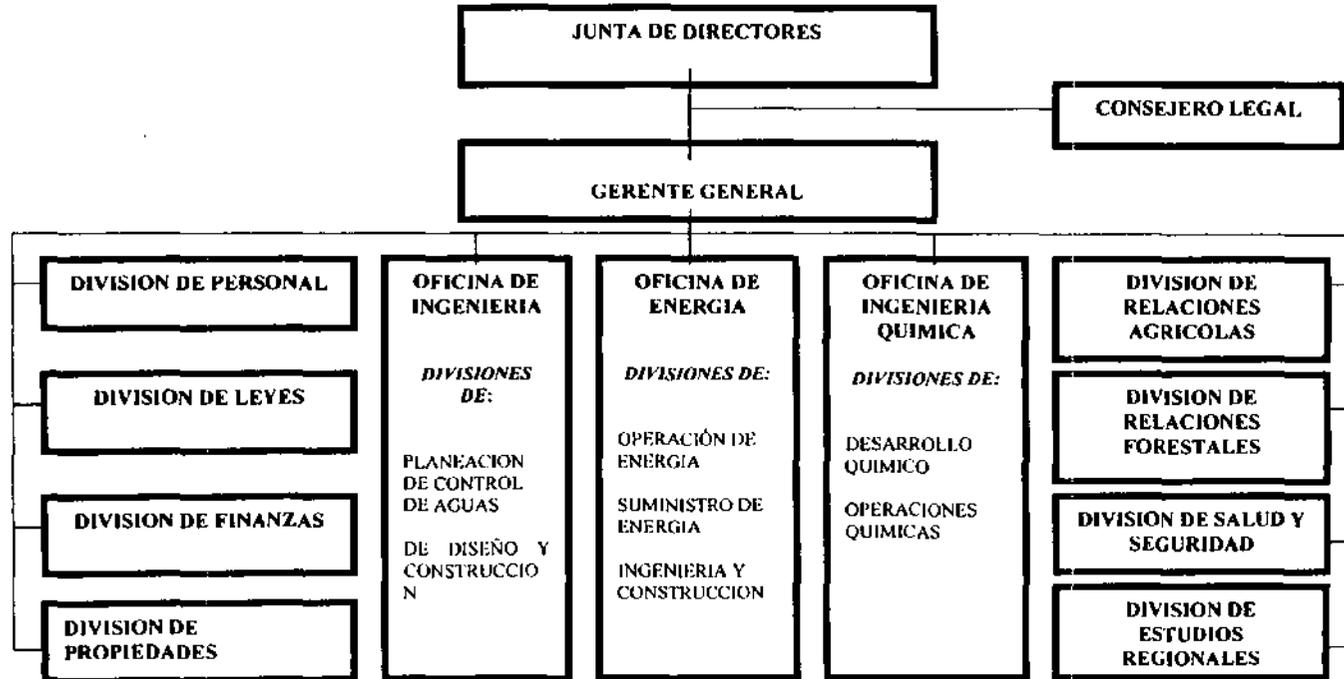 JUNTA DE DIRECTORES
CONSEJERO LEGAL
GERENTE GENERAL
DIVISION DE PERSONAL
DIVISIÓN DE LEYES
DIVISION DE FINANZAS
DIVISION DE
PROPIEDADES
OFICINA DE
INGENIERIA
DIVISIONES
DE:
PLANEACION
DE CONTROL
DE AGUAS
DE DISEÑO Y
CONSTRUCCIO
N
OFICINA DE
ENERGIA
DIVISIONES DE:
OPERACIÓN DE
ENERGIA
SUMINISTRO DE
ENERGIA
INGENIERIA Y
CONSTRUCCION
OFICINA DE
INGENIERIA
QUIMICA
DIVISIONES DE:
DESARROLLO
QUIMICO
OPERACIONES
QUIMICAS
DIVISION DE
RELACIONES
AGRICOLAS
DIVISION DE
RELACIONES
FORESTALES
DIVISION DE SALUD Y
SEGURIDAD
DIVISION DE
ESTUDIOS
REGIONALES